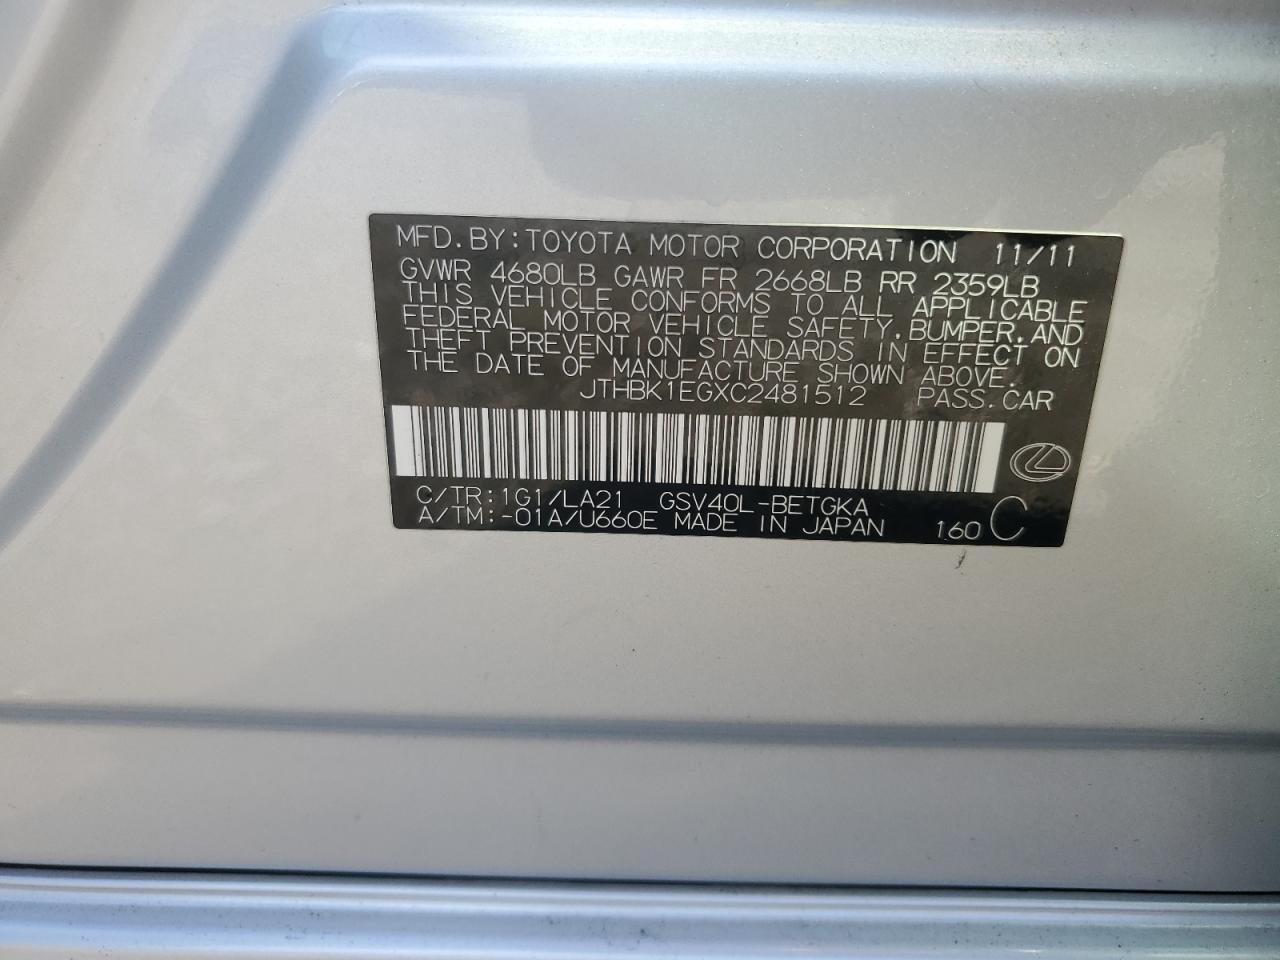 MFD.BY:TOYOTA MOTOR CORPORATION 11/11
GVWR 4680LB GAWR FR 2668LB RR 2359LB
THIS VEHICLE CONFORMS TO ALL APPLICABLE
FEDERAL MOTOR VEHICLE SAFETY,BUMPER,AND
THEFT PREVENTION STANDARDS IN EFFECT ON
THE DATE OF MANUFACTURE SHOWN ABOVE.
JTHBK1EGXC2481512 PASS.CAR
C/TR:1G1/LA21 GSV40L-BETGKA
A/TM:-01A/U660E MADE IN JAPAN 160 C